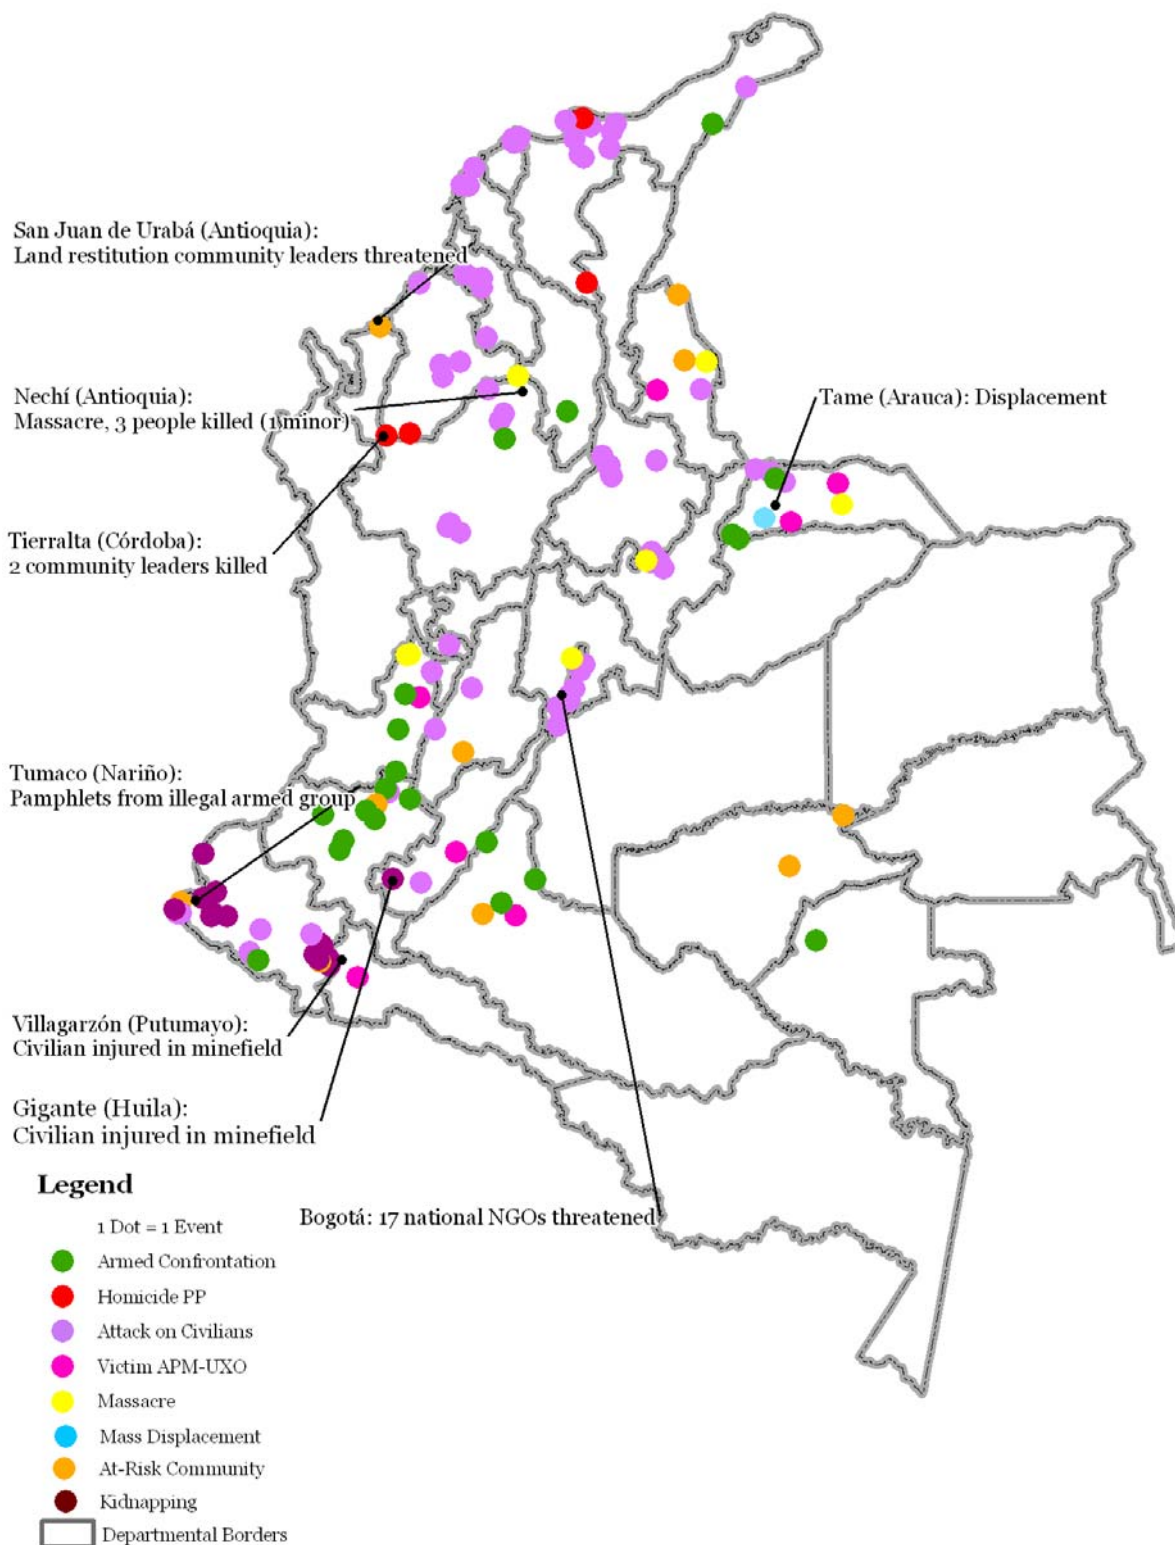 San Juan de Urabá (Antioquia):
Land restitution community leaders threatened
Nechí (Antioquia):
Massacre, 3 people killed (1 minor)
Tame (Arauca): Displacement
Tierralta (Córdoba):
2 community leaders killed
Tumaco (Nariño):
Pamphlets from illegal armed group
Villagarzón (Putumayo):
Civilian injured in minefield
Gigante (Huila):
Civilian injured in minefield
Bogotá: 17 national NGOs threatened
Legend
1 Dot = 1 Event
Armed Confrontation
Homicide PP
Attack on Civilians
Victim APM-UXO
Massacre
Mass Displacement
At-Risk Community
Kidnapping
Departmental Borders